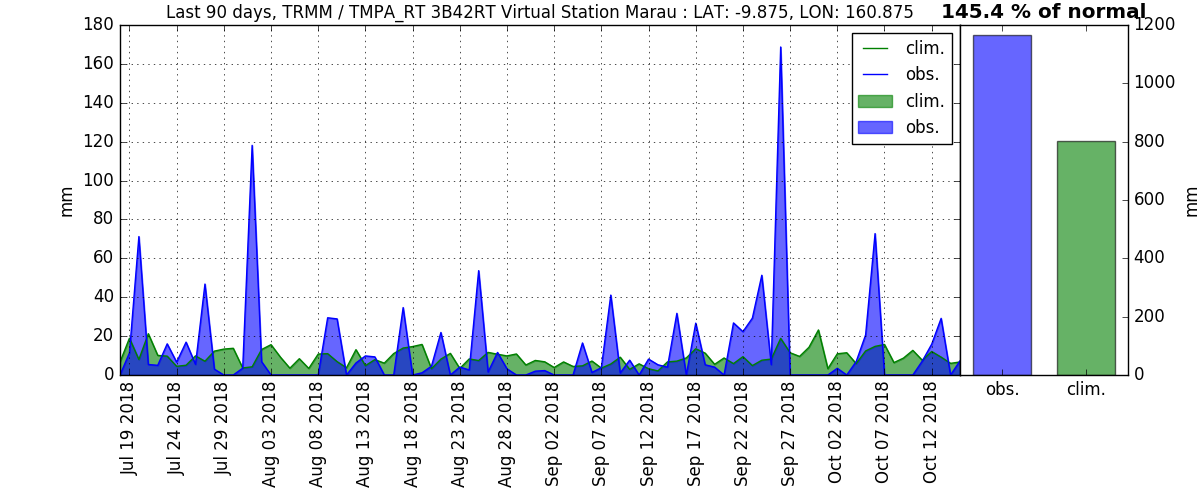 Last 90 days, TRMM / TMPA_RT 3B42RT Virtual Station Marau : LAT: -9.875, LON: 160.875
145.4 % of normal
180
160
140
120
100
80
60
40
20
0
mm
clim.
obs.
clim.
obs.
Jul 19 2018
Jul 24 2018
Jul 29 2018
Aug 03 2018
Aug 08 2018
Aug 13 2018
Aug 18 2018
Aug 23 2018
Aug 28 2018
Sep 02 2018
Sep 07 2018
Sep 12 2018
Sep 17 2018
Sep 22 2018
Sep 27 2018
Oct 02 2018
Oct 07 2018
Oct 12 2018
1200
1000
800
600
400
200
0
mm
obs.
clim.